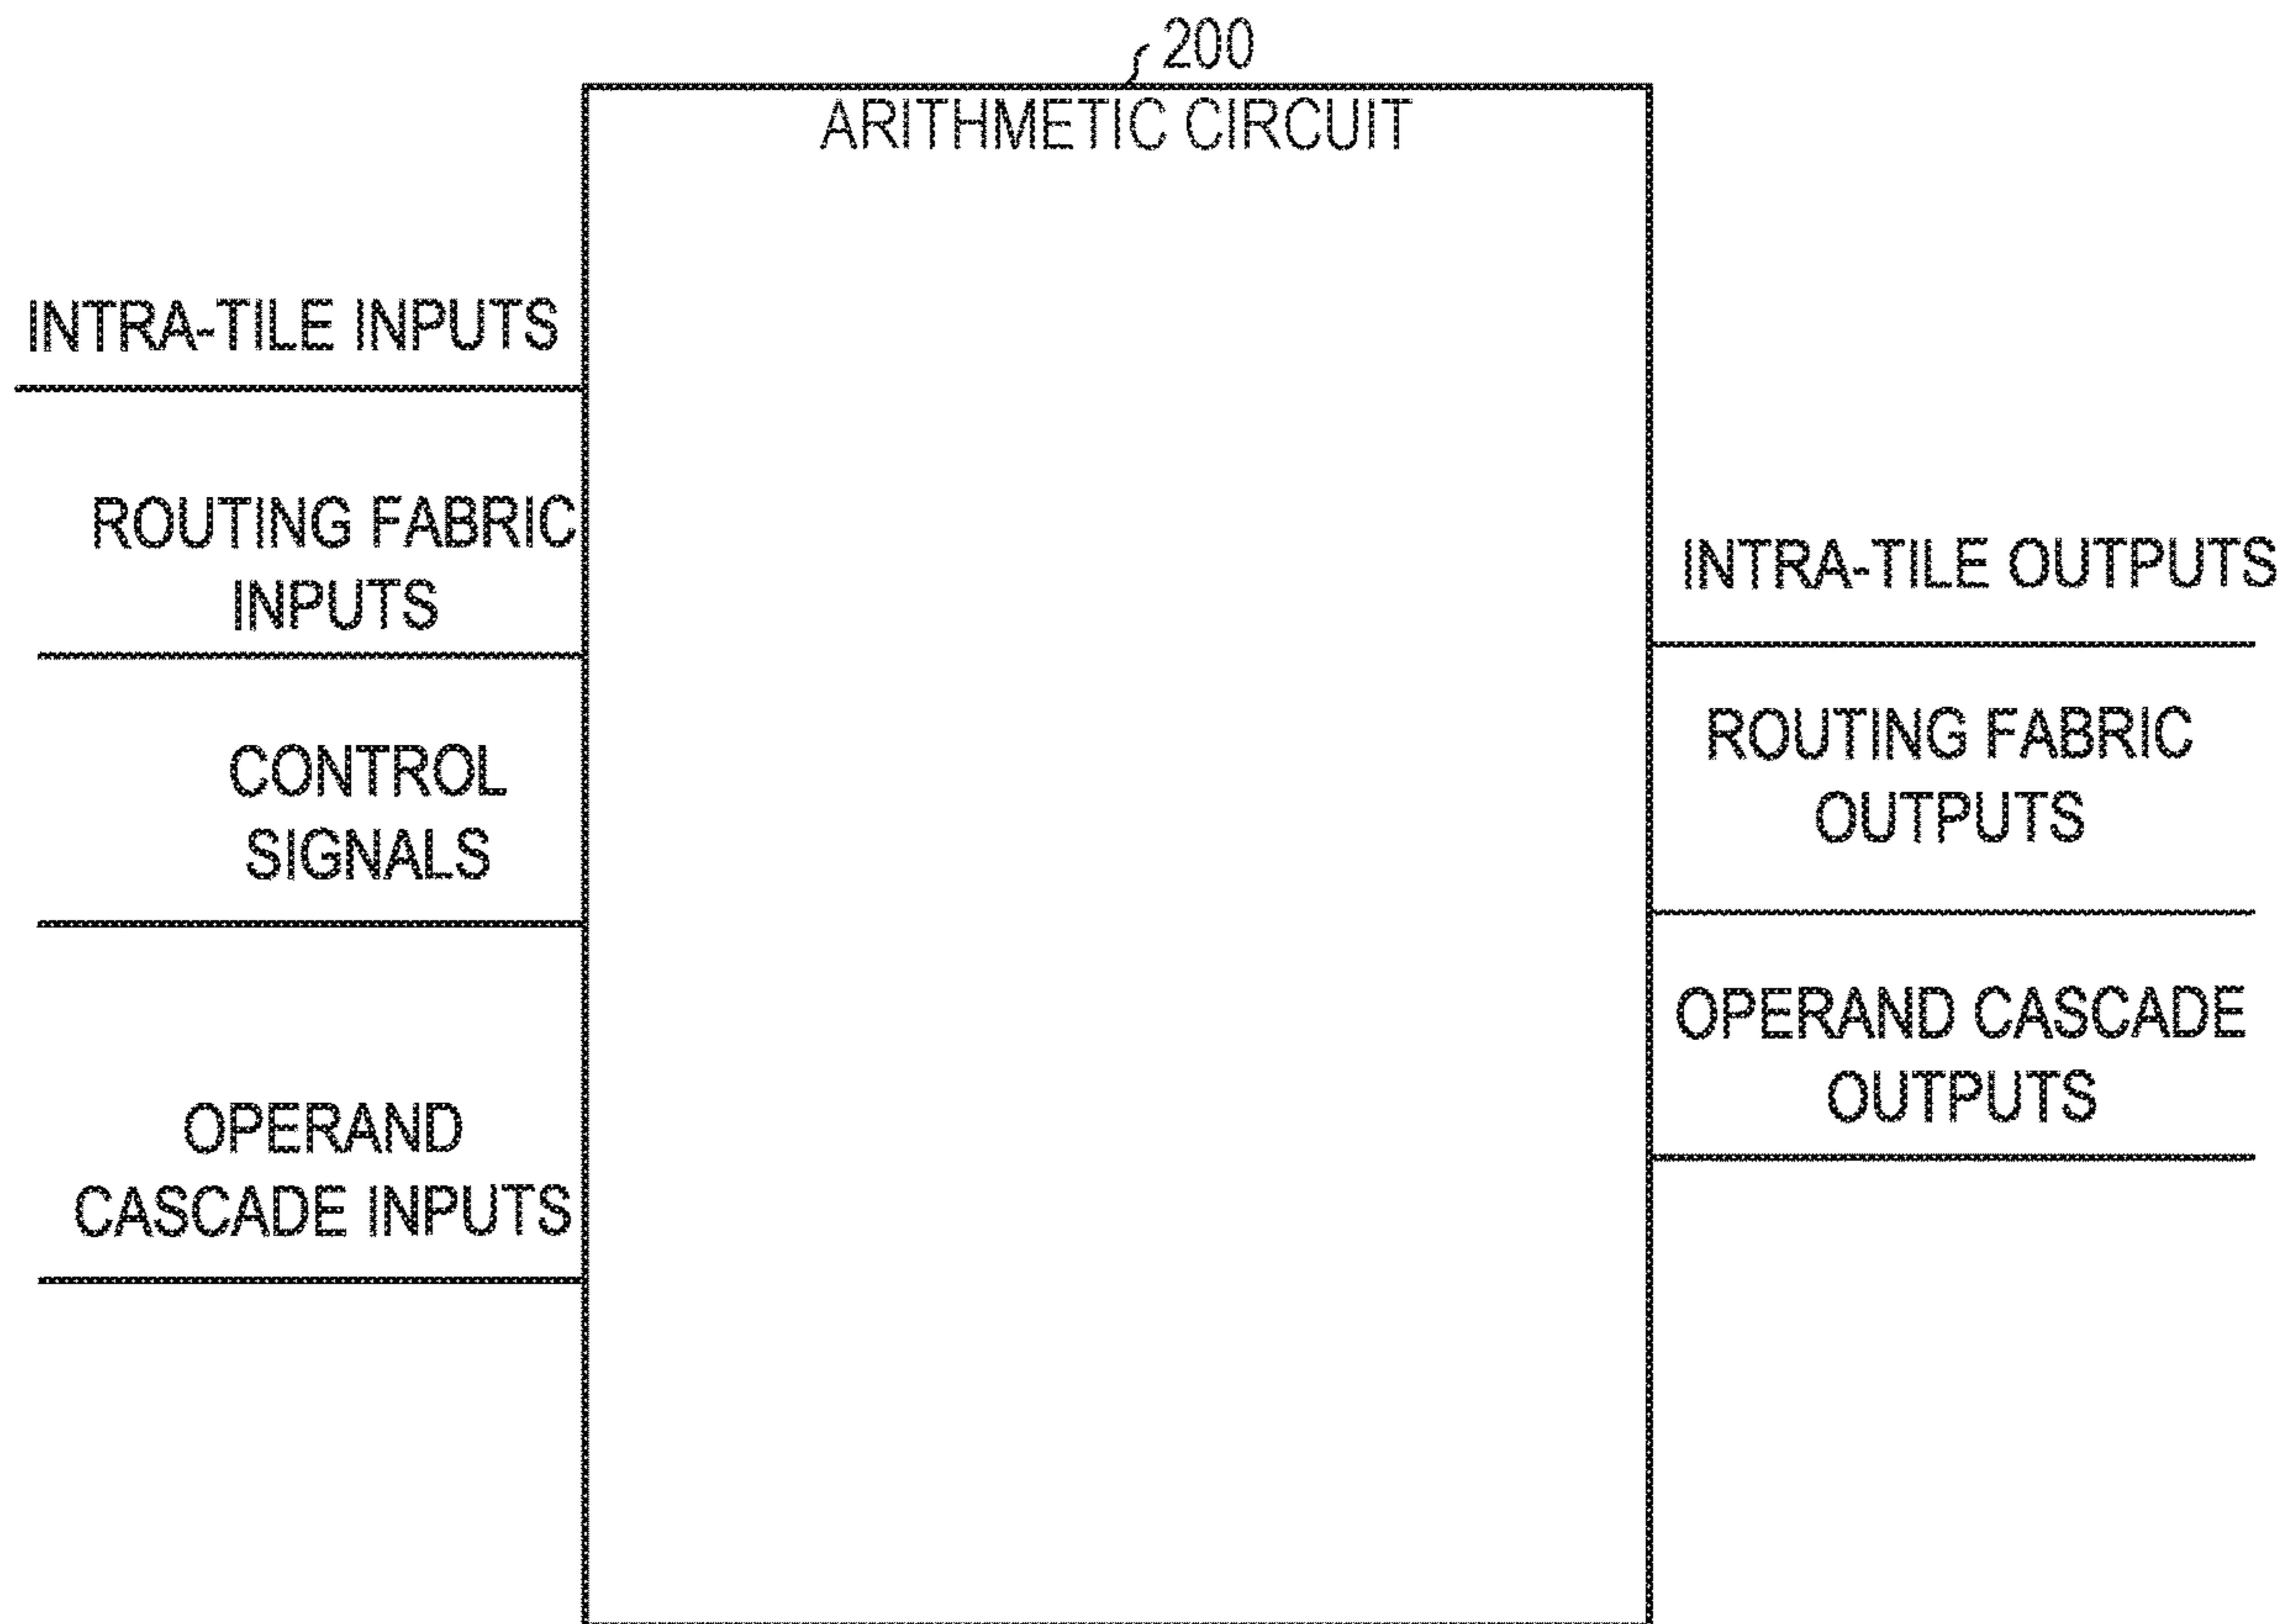 200
ARITHMETIC CIRCUIT
INTRA-TILE INPUTS
ROUTING FABRIC
INPUTS
CONTROL
SIGNALS
OPERAND
CASCADE INPUTS
INTRA-TILE OUTPUTS
ROUTING FABRIC
OUTPUTS
OPERAND CASCADE
OUTPUTS